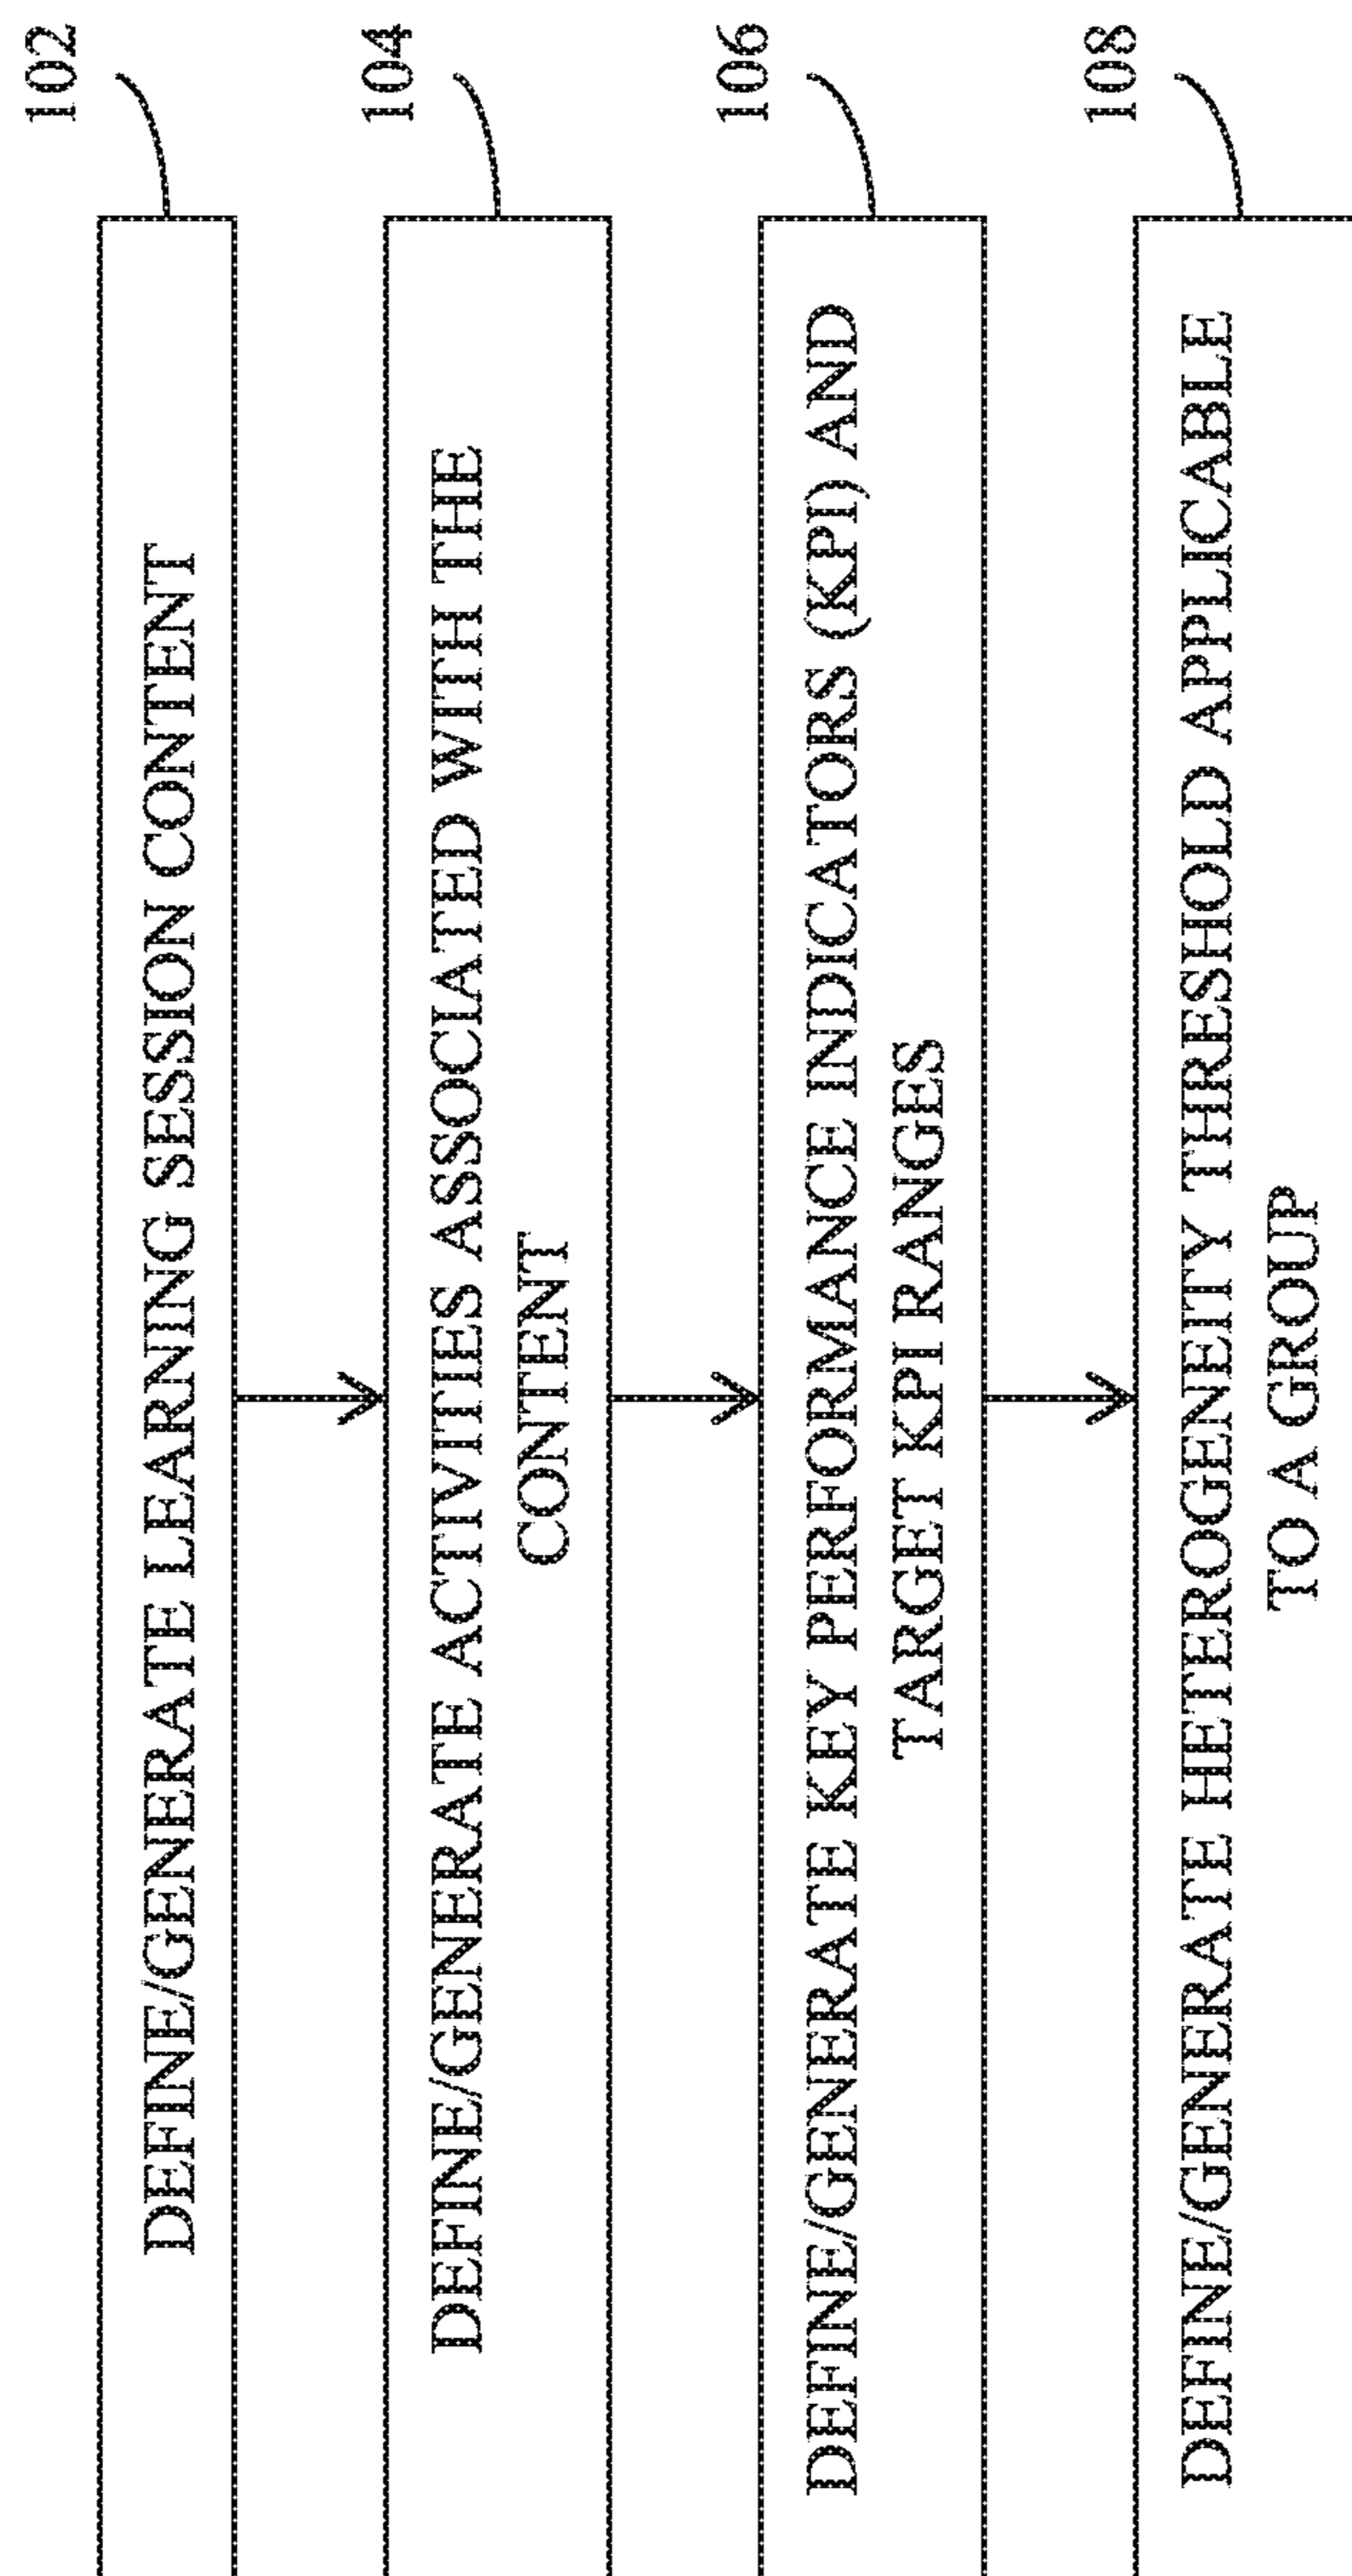 102
DEFINE/GENERATE LEARNING SESSION CONTENT
104
DEFINE/GENERATE ACTIVITIES ASSOCIATED WITH THE
CONTENT
106
DEFINE/GENERATE KEY PERFORMANCE INDICATORS (KPI) AND
TARGET KPI RANGES
108
DEFINE/GENERATE HETEROGENEITY THRESHOLD APPLICABLE
TO A GROUP